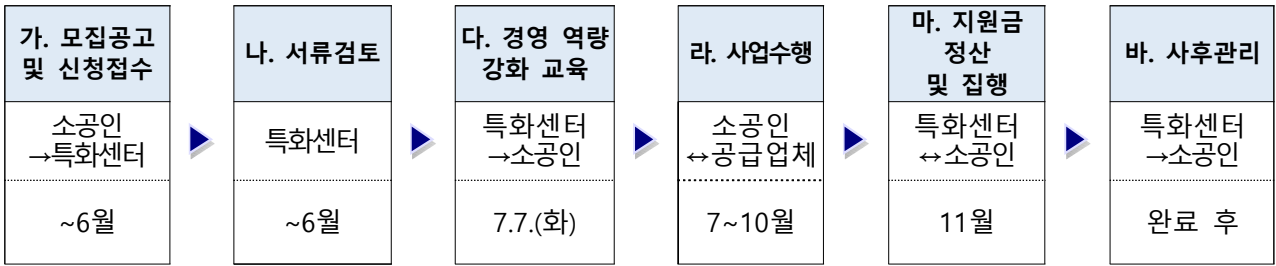 가. 모집공고
및 신청접수
소공인
→특화센터
~6월
나. 서류검토
특화센터
~6월
다. 경영 역량
강화 교육
특화센터
→소공인
7.7.(화)
라. 사업수행
소공인
↔공급업체
7~10월
마. 지원금
정산
및 집행
특화센터
↔소공인
11월
바. 사후관리
특화센터
→소공인
완료 후